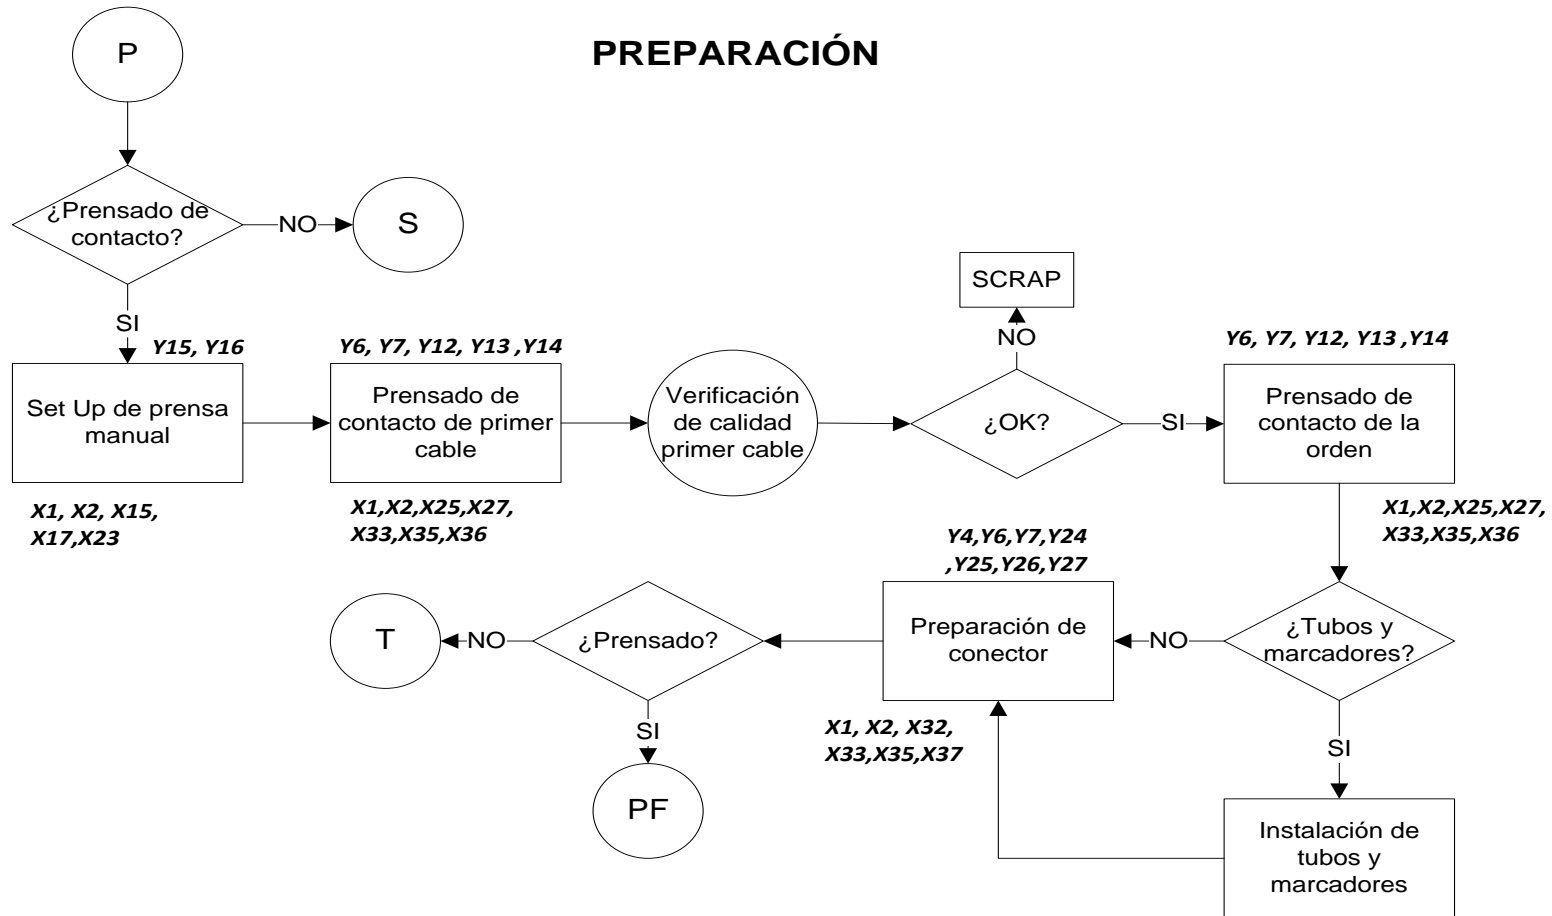 P
PREPARACIÓN
¿Prensado de
contacto?
NO
S
SI
SCRAP
NO
Y15, Y16
Y6, Y7, Y12, Y13 ,Y14
Y6, Y7, Y12, Y13 ,Y14
Set Up de prensa
manual
Prensado de
contacto de primer
cable
Verificación
de calidad
primer cable
¿OK?
SI
Prensado de
contacto de la
orden
X1, X2, X15,
X17,X23
X1,X2,X25,X27,
X33,X35,X36
X1,X2,X25,X27,
X33,X35,X36
Y4,Y6,Y7,Y24
,Y25,Y26,Y27
T
NO
¿Prensado?
Preparación de
conector
NO
¿Tubos y
marcadores?
X1, X2, X32,
X33,X35,X37
SI
SI
PF
Instalación de
tubos y
marcadores